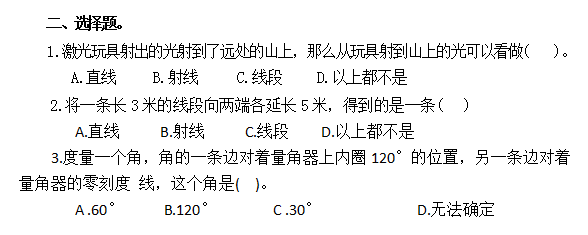 二、选择题。
1.激光玩具射出的光射到了远处的山上，那么从玩具射到山上的光可以看做(    )。
A.直线    B.射线    C.线段    D.以上都不是
2.将一条长3米的线段向两端各延长5米，得到的是一条(    )
A.直线    B.射线    C.线段    D.以上都不是
3.度量一个角，角的一条边对着量角器上内圈120°的位置，另一条边对着
量角器的零刻度 线，这个角是(    )。
A .60°    B.120°    C .30°    D.无法确定